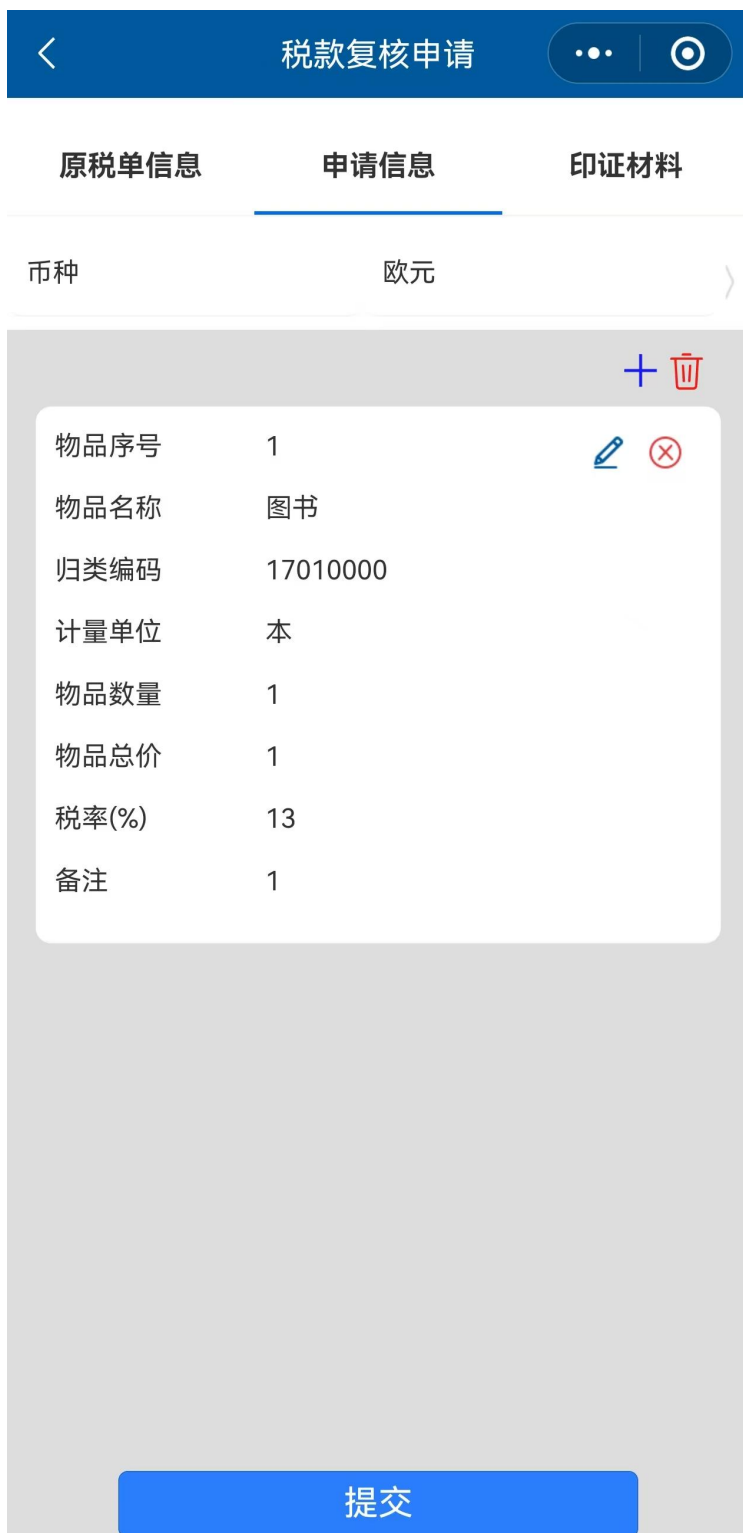 税款复核申请
原税单信息 申请信息 印证材料
币种 欧元
物品序号 1
物品名称 图书
归类编码 17010000
计量单位 本
物品数量 1
物品总价 1
税率(%) 13
备注 1
提交